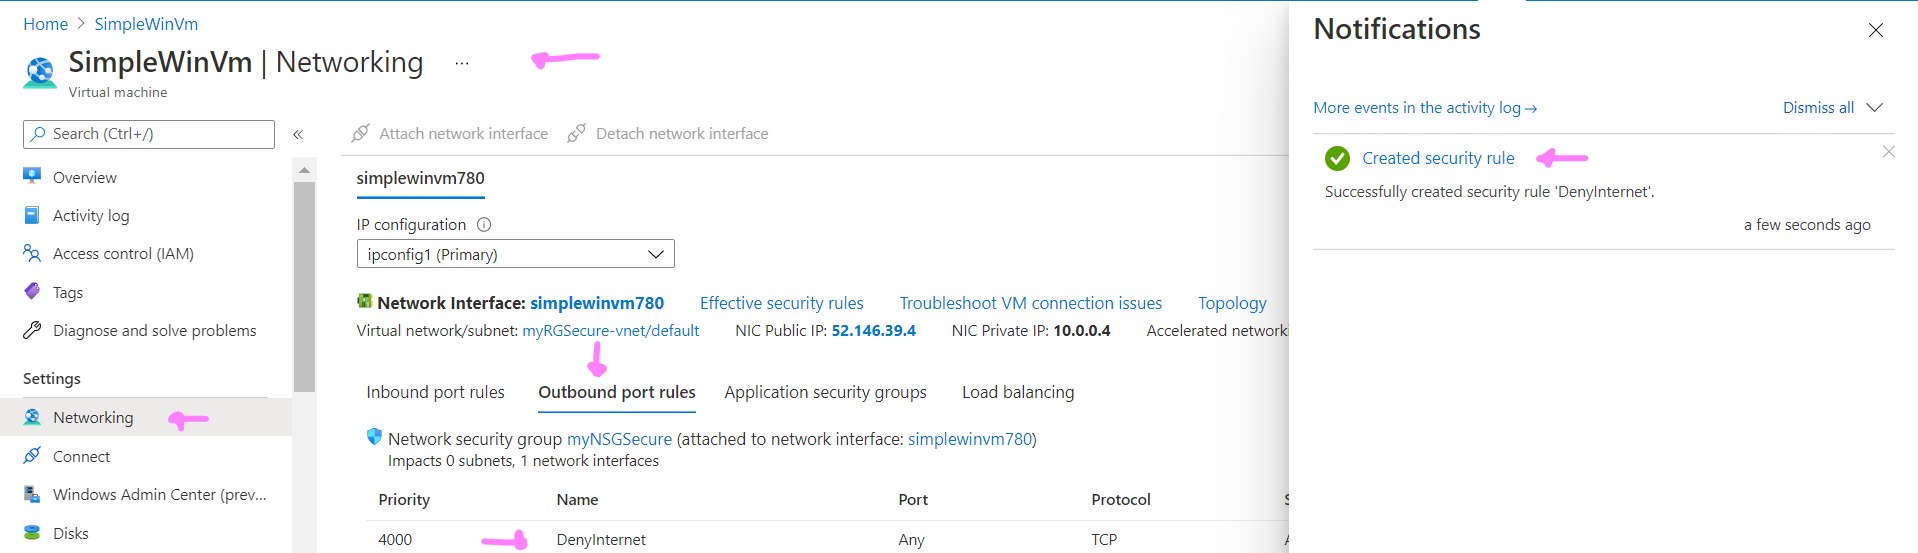 Home > SimpleWinVm
SimpleWinVm | Networking ...
Virtual machine
Search (Ctrl+/)
«
Overview
Activity log
Access control (IAM)
Tags
Diagnose and solve problems
Settings
Networking
Connect
Windows Admin Center (prev...
Disks
Attach network interface Detach network interface
simplewinvm780
IP configuration
ipconfig1 (Primary)
Network Interface: simplewinvm780 Effective security rules Troubleshoot VM connection issues Topology
Virtual network/subnet: myRGSecure-vnet/default NIC Public IP: 52.146.39.4 NIC Private IP: 10.0.0.4 Accelerated
Inbound port rules Outbound port rules Application security groups Load balancing
Network security group myNSGSecure (attached to network interface: simplewinvm780)
Impacts 0 subnets, 1 network interfaces
Priority Name Port Protocol
4000 DenyInternet Any TCP
Notifications
More events in the activity log → Dismiss all
Created security rule
Successfully created security rule 'DenyInternet'.
a few seconds ago